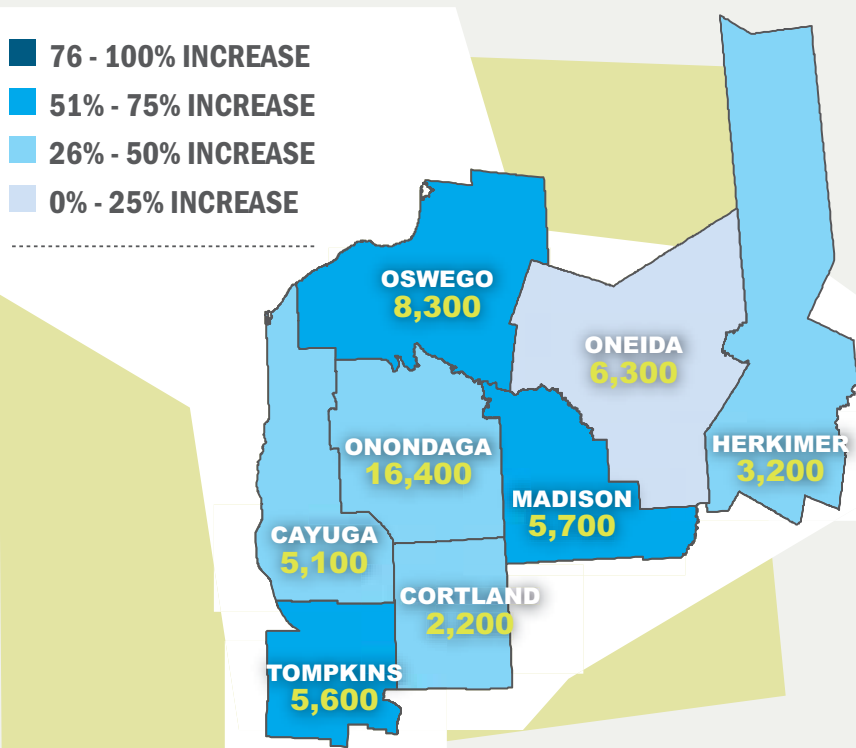 76 - 100% INCREASE
51% - 75% INCREASE
26% - 50% INCREASE
0% - 25% INCREASE
OSWEGO
8,300
ONEIDA
6,300
ONONDAGA
16,400
HERKIMER
3,200
MADISON
5,700
CAYUGA
5,100
CORTLAND
2,200
TOMPKINS
5,600